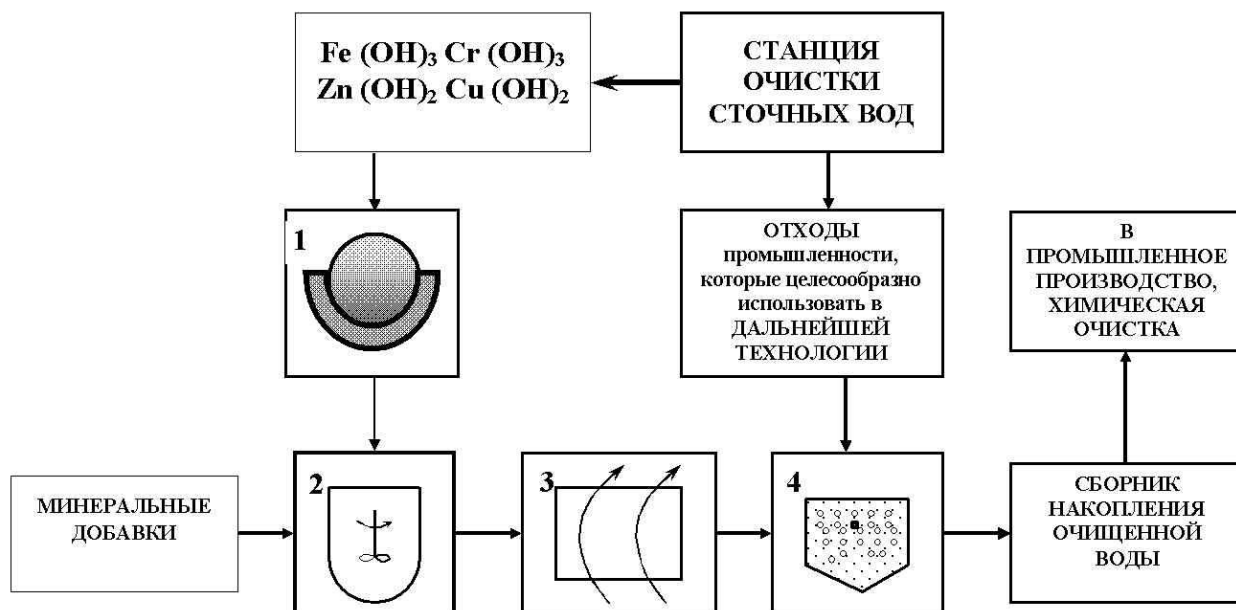 Fe (OH)₃ Cr (OH)₃
Zn (OH)₂ Cu (OH)₂
СТАНЦИЯ
ОЧИСТКИ
СТОЧНЫХ ВОД
1
ОТХОДЫ
промышленности,
которые целесообразно
использовать в
ДАЛЬНЕЙШЕЙ
ТЕХНОЛОГИИ
В
ПРОМЫШЛЕННОЕ
ПРОИЗВОДСТВО,
ХИМИЧЕСКАЯ
ОЧИСТКА
МИНЕРАЛЬНЫЕ
ДОБАВКИ
2
3
4
СБОРНИК
НАКОПЛЕНИЯ
ОЧИЩЕННОЙ
ВОДЫ